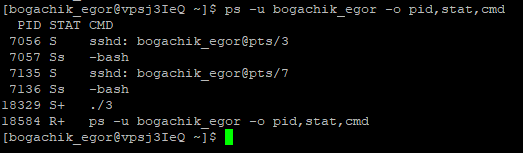 [bogachik_egor@vpsj3IeQ ~]$ ps -u bogachik_egor -o pid,stat,cmd
  PID STAT CMD
 7056 S    sshd: bogachik_egor@pts/3
 7057 Ss   -bash
 7135 S    sshd: bogachik_egor@pts/7
 7136 Ss   -bash
18329 S+   ./3
18584 R+   ps -u bogachik_egor -o pid,stat,cmd
[bogachik_egor@vpsj3IeQ ~]$